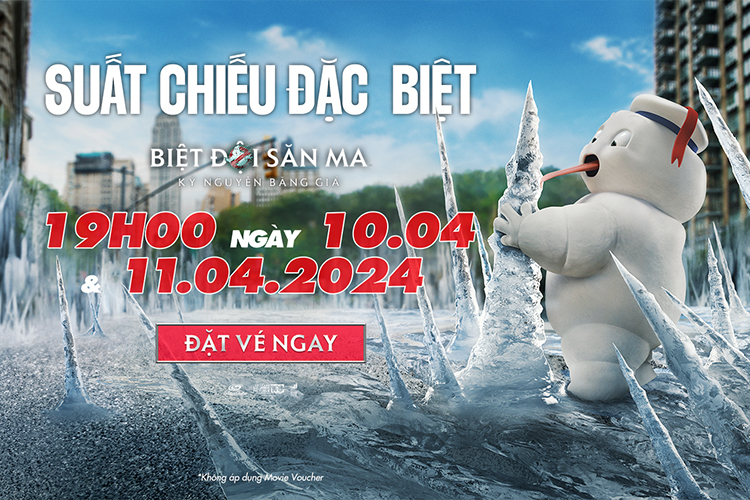 SUẤT CHIẾU ĐẶC BIỆT
BIỆT ĐỘI SĂN MA
KỶ NGUYÊN BĂNG GIÁ
19H00 NGÀY 10.04
& 11.04.2024
ĐẶT VÉ NGAY
*Không áp dụng Movie Voucher